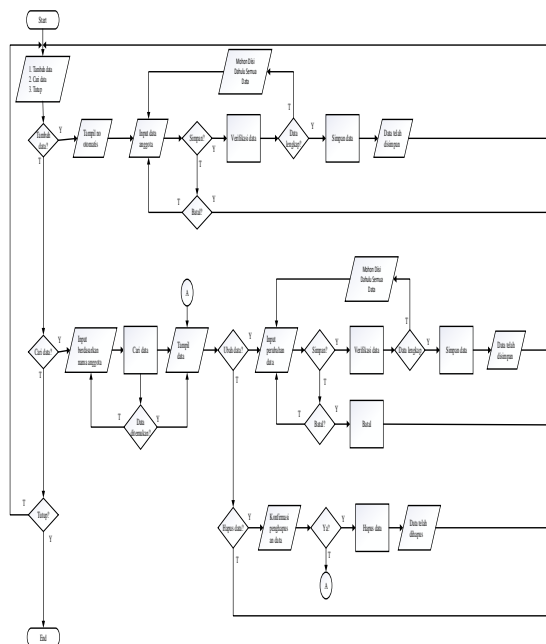 Start
1. Tambah data
2. Cari data
3. Tutup
Mohon Diisi
Dahulu Semua
Data
T
Tambah
data?
Y
Tampil no
otomatis
Input data
anggota
Simpan?
Y
Verifikasi data
Data
lengkap?
Y
Simpan data
Data telah
disimpan
T
T
T
Batal?
Y
Mohon Diisi
Dahulu Semua
Data
A
T
Cari data?
Y
Input
berdasarkan
nama anggota
Cari data
Tampil
data
Ubah data?
Y
Input
perubahan
data
Simpan?
Y
Verifikasi data
Data lengkap
Y
Simpan data
Data telah
disimpan
T
T
T
T
Data
ditemukan?
Y
T
Batal?
Y
Batal
T
Tutup?
Y
Hapus data?
Y
Konfirmasi
penghapus
an data
Ya?
Y
Hapus data
Data telah
dihapus
T
T
A
End